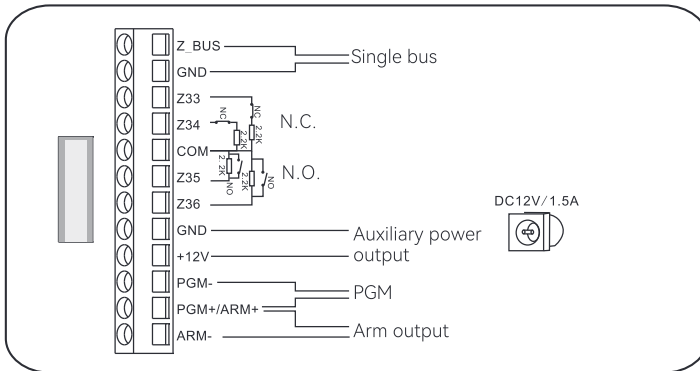 Z_BUS
Single bus
GND
Z33
NC
N.C.
Z34
NC
2.2K
2.2K
COM
2.2K
NO
N.O.
Z35
2.2K
NO
Z36
DC12V/1.5A
GND
Auxiliary power
output
+12V
PGM-
PGM
PGM+/ARM+
Arm output
ARM-